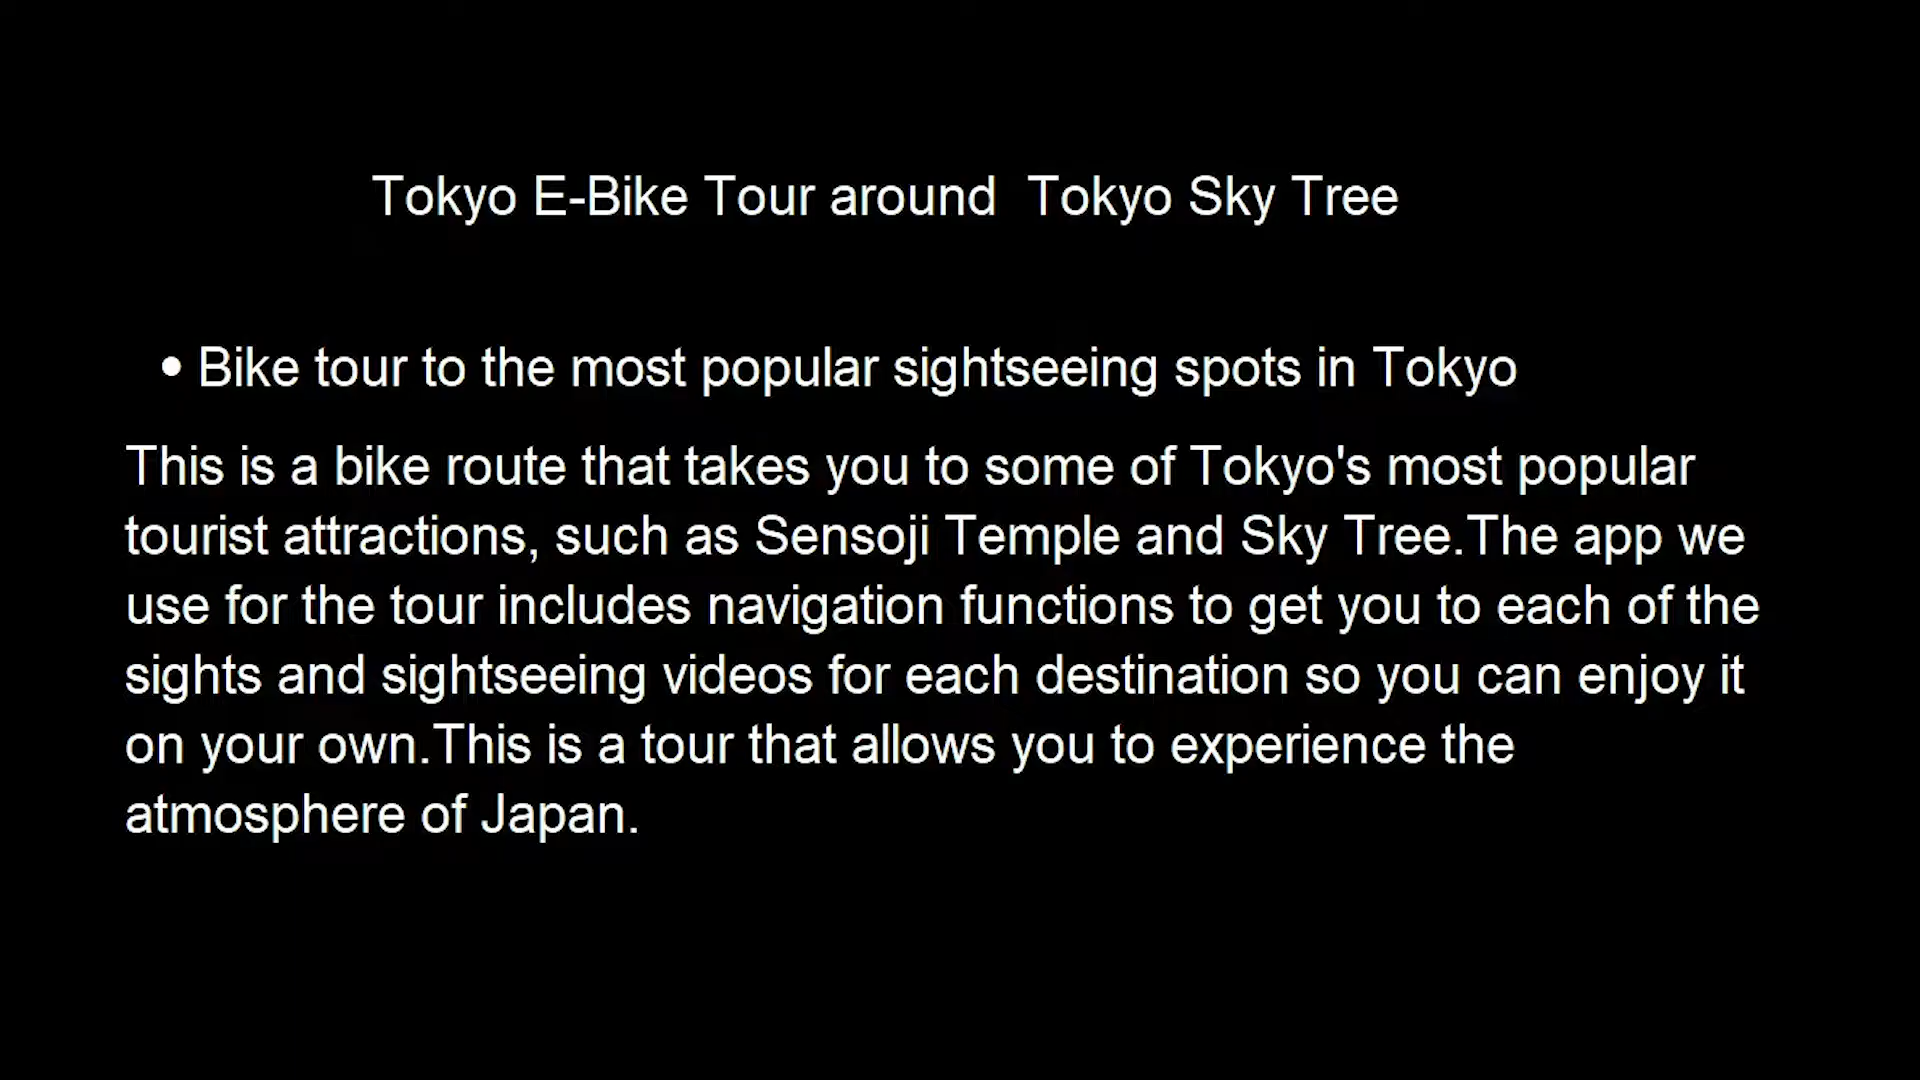 Tokyo E-Bike Tour around  Tokyo Sky Tree
• Bike tour to the most popular sightseeing spots in Tokyo
This is a bike route that takes you to some of Tokyo's most popular
tourist attractions, such as Sensoji Temple and Sky Tree.The app we
use for the tour includes navigation functions to get you to each of the
sights and sightseeing videos for each destination so you can enjoy it
on your own.This is a tour that allows you to experience the
atmosphere of Japan.